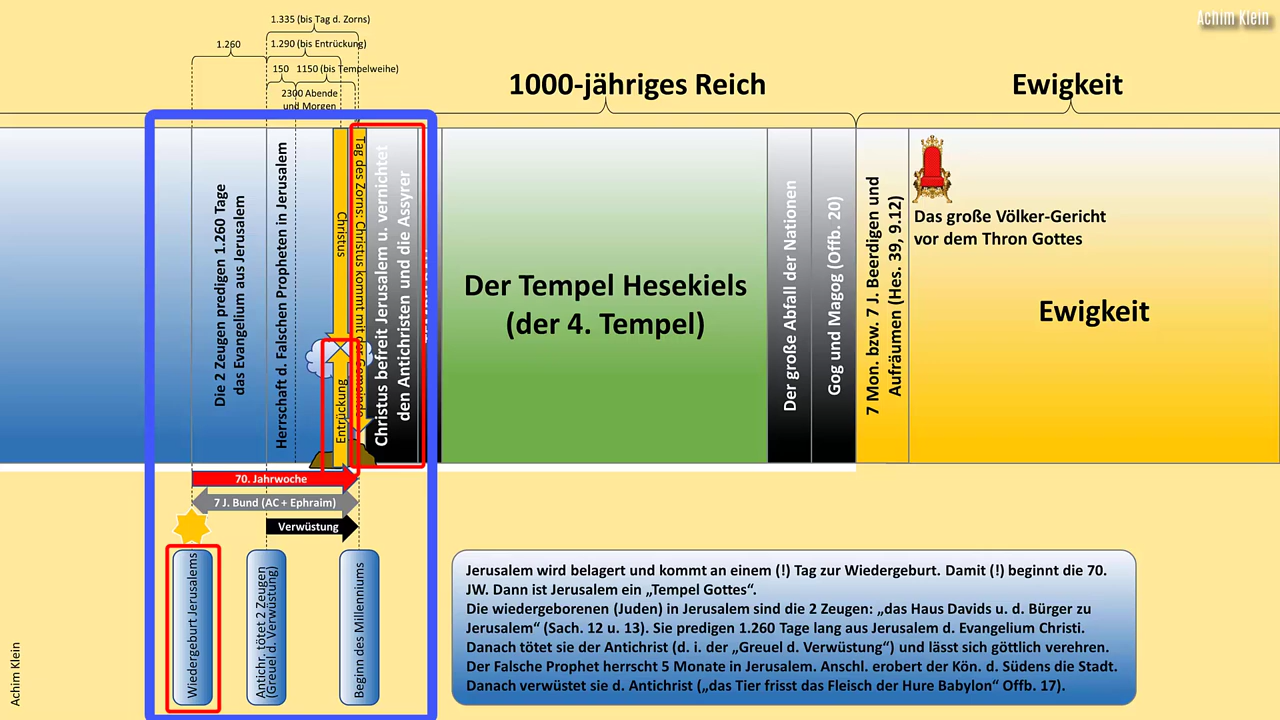 Achim Klein
1.335 (bis Tag d. Zorns)
1.260
1.290 (bis Entrückung)
150
1150 (bis Tempelweihe)
2300 Abende
und Morgen
1000-jähriges Reich
Ewigkeit
Die 2 Zeugen predigen 1.260 Tage
das Evangelium aus Jerusalem
Herrschaft d. Falschen Propheten in Jerusalem
Christus
Entrückung
Tag des Zorns: Christus kommt mit der Gemeinde
Christus befreit Jerusalem u. vernichtet
den Antichristen und die Assyrer
Der Tempel Hesekiels
(der 4. Tempel)
Der große Abfall der Nationen
Gog und Magog (Offb. 20)
7 Mon. bzw. 7 J. Beerdigen und
Aufräumen (Hes. 39, 9.12)
Das große Völker-Gericht
vor dem Thron Gottes
Ewigkeit
70. Jahrwoche
7 J. Bund (AC + Ephraim)
Verwüstung
Wiedergeburt Jerusalems
Antichr. tötet 2 Zeugen
(Greuel d. Verwüstung)
Beginn des Millenniums
Jerusalem wird belagert und kommt an einem (!) Tag zur Wiedergeburt. Damit (!) beginnt die 70.
JW. Dann ist Jerusalem ein „Tempel Gottes“.
Die wiedergeborenen (Juden) in Jerusalem sind die 2 Zeugen: „das Haus Davids u. d. Bürger zu
Jerusalem“ (Sach. 12 u. 13). Sie predigen 1.260 Tage lang aus Jerusalem d. Evangelium Christi.
Danach tötet sie der Antichrist (d. i. der „Greuel d. Verwüstung“) und lässt sich göttlich verehren.
Der Falsche Prophet herrscht 5 Monate in Jerusalem. Anschl. erobert der Kön. d. Südens die Stadt.
Danach verwüstet sie d. Antichrist („das Tier frisst das Fleisch der Hure Babylon“ Offb. 17).
Achim Klein